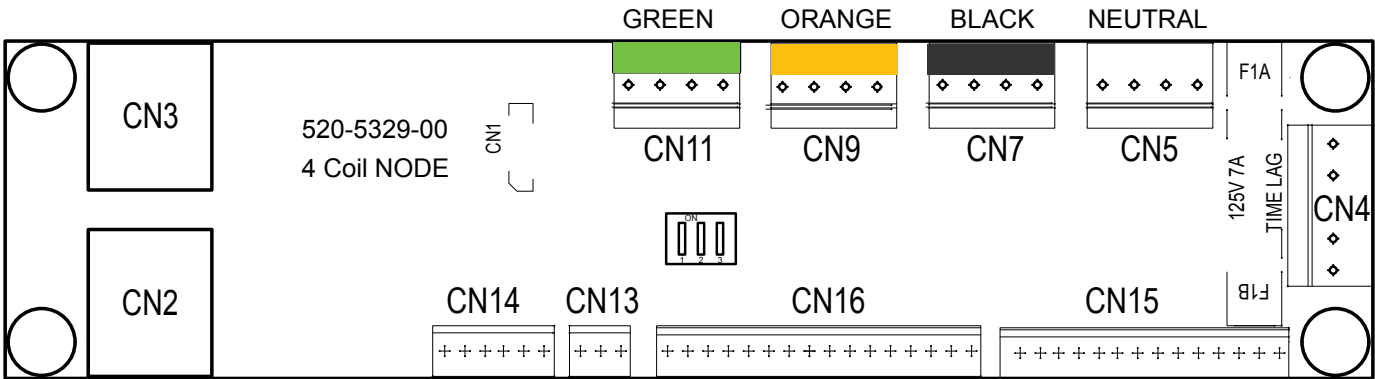 GREEN ORANGE BLACK NEUTRAL
CN3
520-5329-00
4 Coil NODE
CN1
CN11 CN9 CN7 CN5
F1A
125V 7A
TIME LAG
CN4
ON
1 2 3
CN2
CN14 CN13 CN16 CN15
F1B